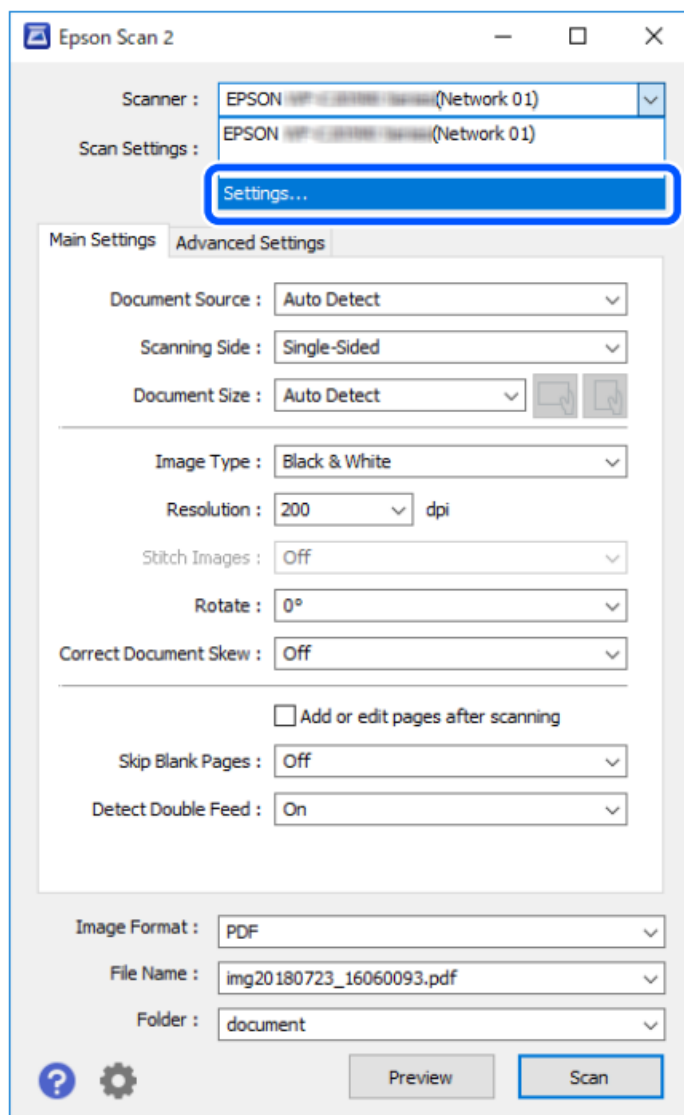 Epson Scan 2
Scanner : EPSON (Network 01)
EPSON (Network 01)
Scan Settings :
Settings...
Main Settings Advanced Settings
Document Source : Auto Detect
Scanning Side : Single-Sided
Document Size : Auto Detect
Image Type : Black & White
Resolution : 200 dpi
Stitch Images : Off
Rotate : 0°
Correct Document Skew : Off
Add or edit pages after scanning
Skip Blank Pages : Off
Detect Double Feed : On
Image Format : PDF
File Name : img20180723_16060093.pdf
Folder : document
? Preview Scan